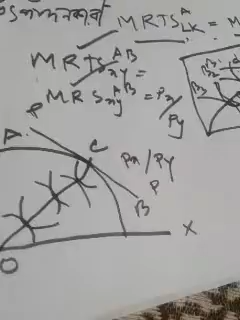 MRTS^A_LK = M
MRTS^AB_xy =
MRS^AB_xy = Px/Py
P
A
C
Px/Py
P
B
X
O